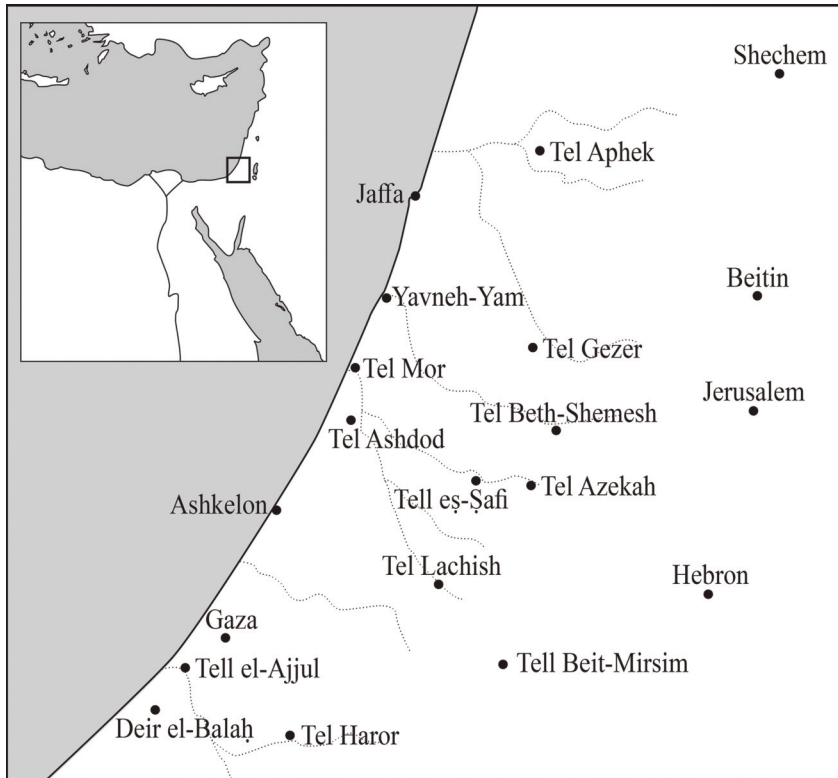 Shechem
Tel Aphek
Jaffa
Beitin
Yavneh-Yam
Tel Gezer
Tel Mor
Jerusalem
Tel Beth-Shemesh
Tel Ashdod
Tell eṣ-Ṣafi
Tel Azekah
Ashkelon
Tel Lachish
Hebron
Gaza
Tell el-Ajjul
Tell Beit-Mirsim
Deir el-Balaḥ
Tel Haror